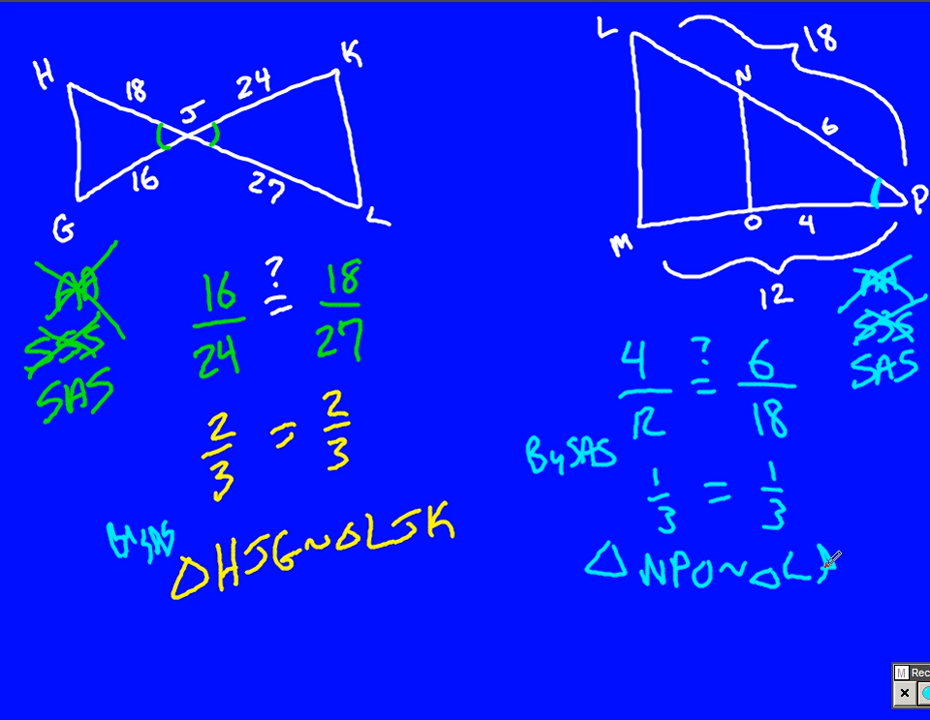 H 18 J 24 K
G 16 27 L
AA
SSS
SAS
16/24 ≟ 18/27
2/3 = 2/3
By SAS
△HJG ~ △LJK
L 18
N
6
P
M O 4
12
AA
SSS
SAS
4/12 ≟ 6/18
By SAS
1/3 = 1/3
△NPO ~ △L
M Rec